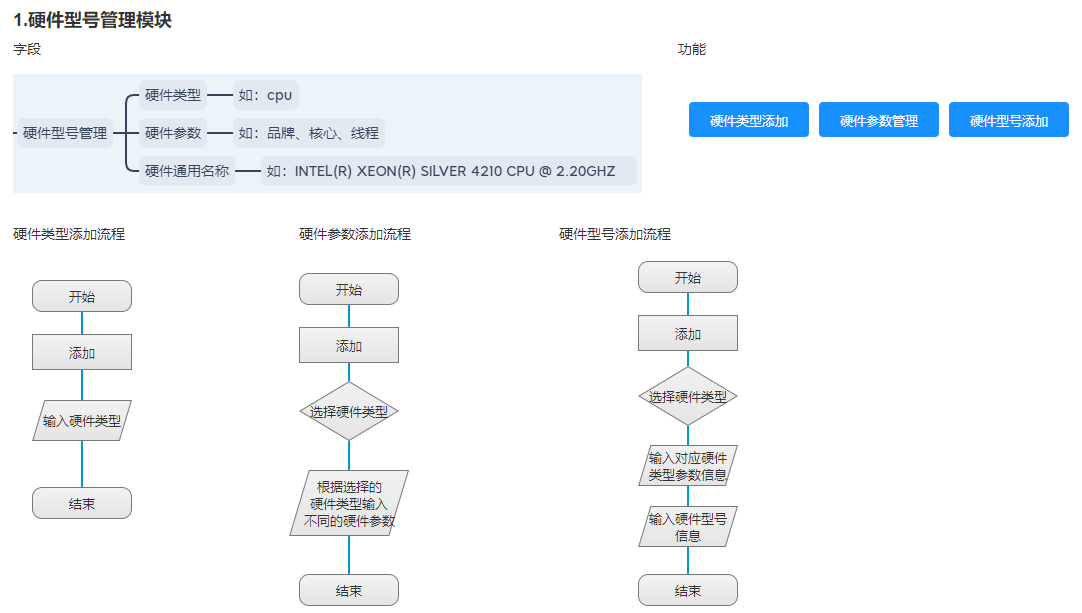 1.硬件型号管理模块
字段
功能
硬件型号管理
硬件类型
如：cpu
硬件参数
如：品牌、核心、线程
硬件通用名称
如：INTEL(R) XEON(R) SILVER 4210 CPU @ 2.20GHZ
硬件类型添加
硬件参数管理
硬件型号添加
硬件类型添加流程
开始
添加
输入硬件类型
结束
硬件参数添加流程
开始
添加
选择硬件类型
根据选择的
硬件类型输入
不同的硬件参数
结束
硬件型号添加流程
开始
添加
选择硬件类型
输入对应硬件
类型参数信息
输入硬件型号
信息
结束